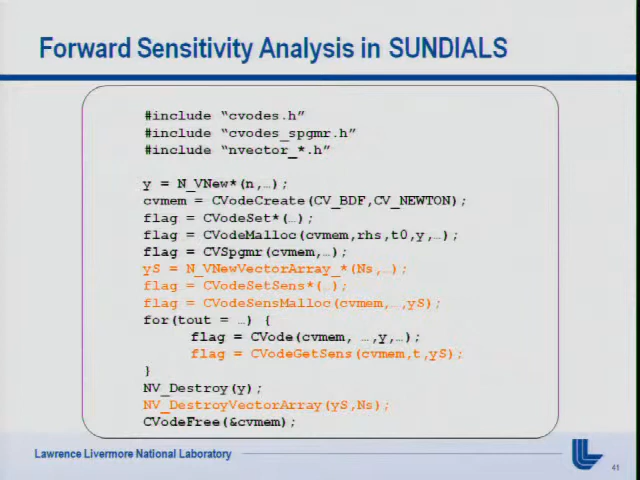 Forward Sensitivity Analysis in SUNDIALS
#include “cvodes.h”
#include “cvodes_spgmr.h”
#include “nvector_*.h”
y = N_VNew*(n,…);
cvmem = CVodeCreate(CV_BDF,CV_NEWTON);
flag = CVodeSet*(…);
flag = CVodeMalloc(cvmem,rhs,t0,y,…);
flag = CVSpgmr(cvmem,…);
yS = N_VNewVectorArray_*(Ns,…);
flag = CVodeSetSens*(…);
flag = CVodeSensMalloc(cvmem,…,yS);
for(tout = …) {
flag = CVode(cvmem, …,y,…);
flag = CVodeGetSens(cvmem,t,yS);
}
NV_Destroy(y);
NV_DestroyVectorArray(yS,Ns);
CVodeFree(&cvmem);
Lawrence Livermore National Laboratory
41